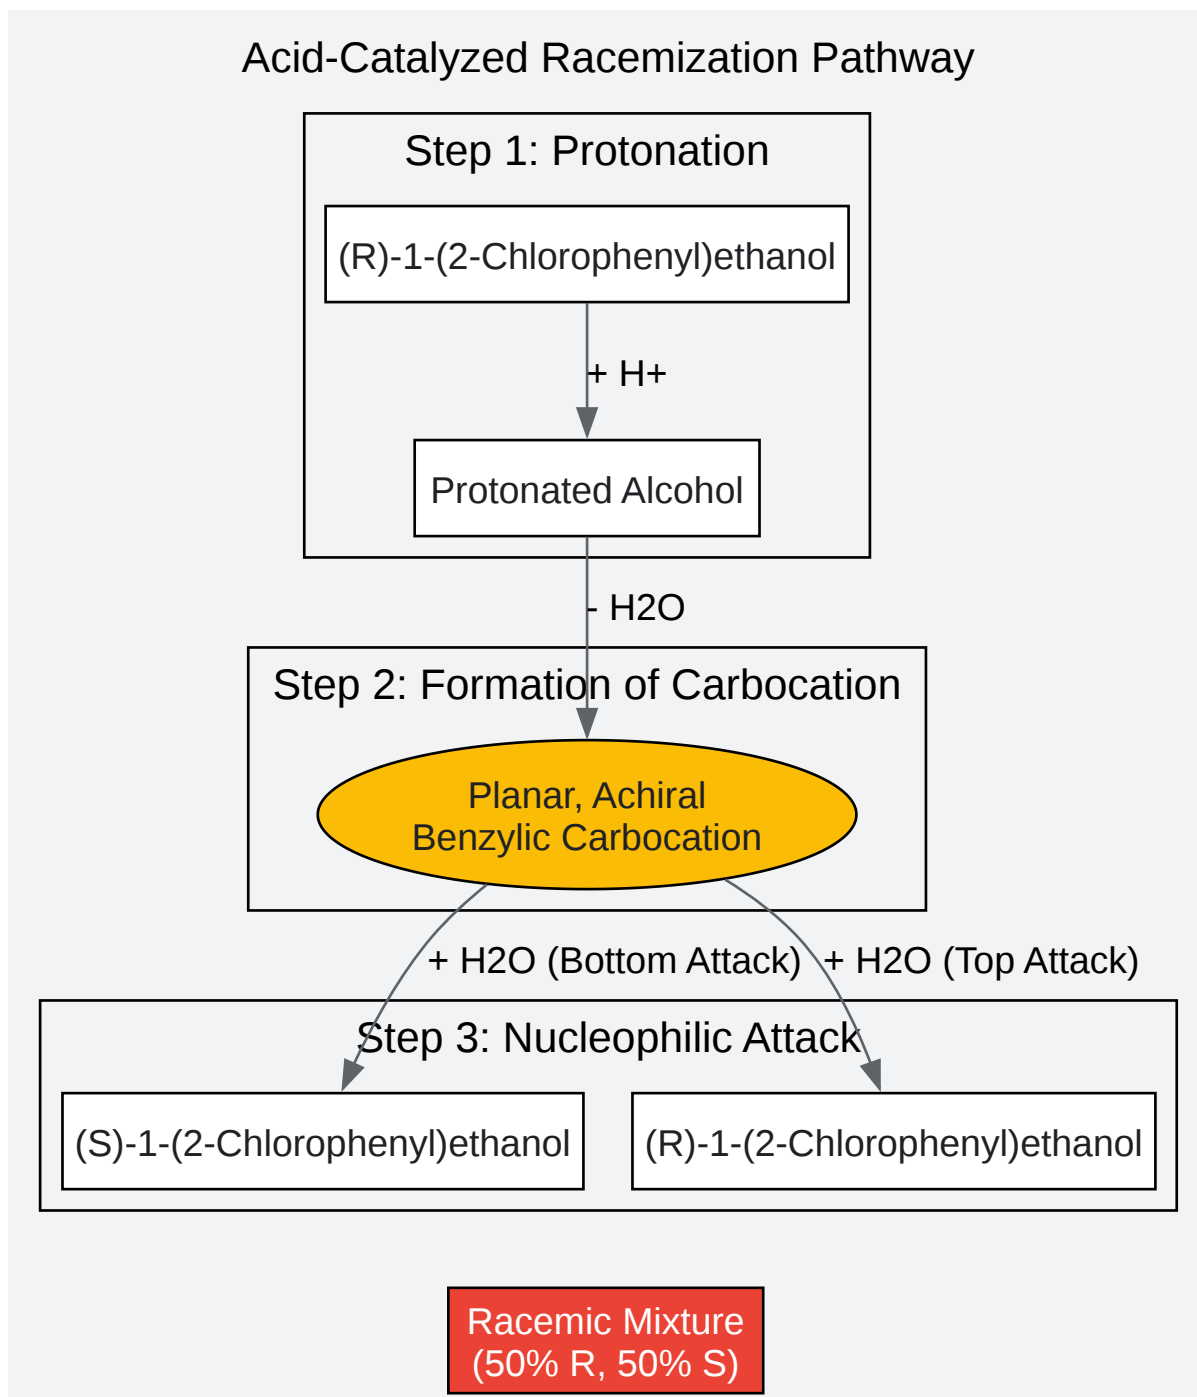 Acid-Catalyzed Racemization Pathway
Step 1: Protonation
(R)-1-(2-Chlorophenyl)ethanol
+ H+
Protonated Alcohol
- H2O
Step 2: Formation of Carbocation
Planar, Achiral
Benzylic Carbocation
+ H2O (Bottom Attack)
+ H2O (Top Attack)
Step 3: Nucleophilic Attack
(S)-1-(2-Chlorophenyl)ethanol
(R)-1-(2-Chlorophenyl)ethanol
Racemic Mixture
(50% R, 50% S)